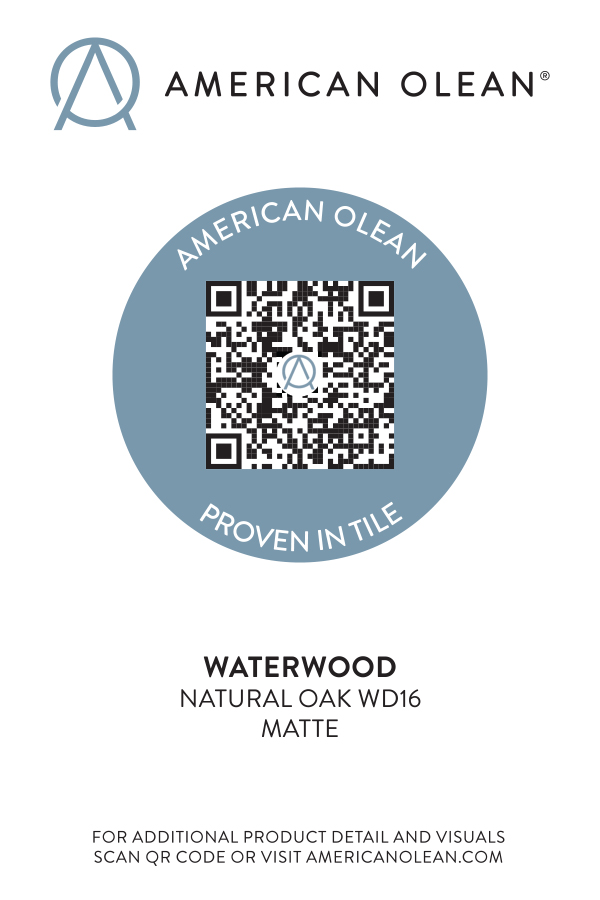 AMERICAN OLEAN®
AMERICAN OLEAN
PROVEN IN TILE
WATERWOOD
NATURAL OAK WD16
MATTE
FOR ADDITIONAL PRODUCT DETAIL AND VISUALS
SCAN QR CODE OR VISIT AMERICANOLEAN.COM